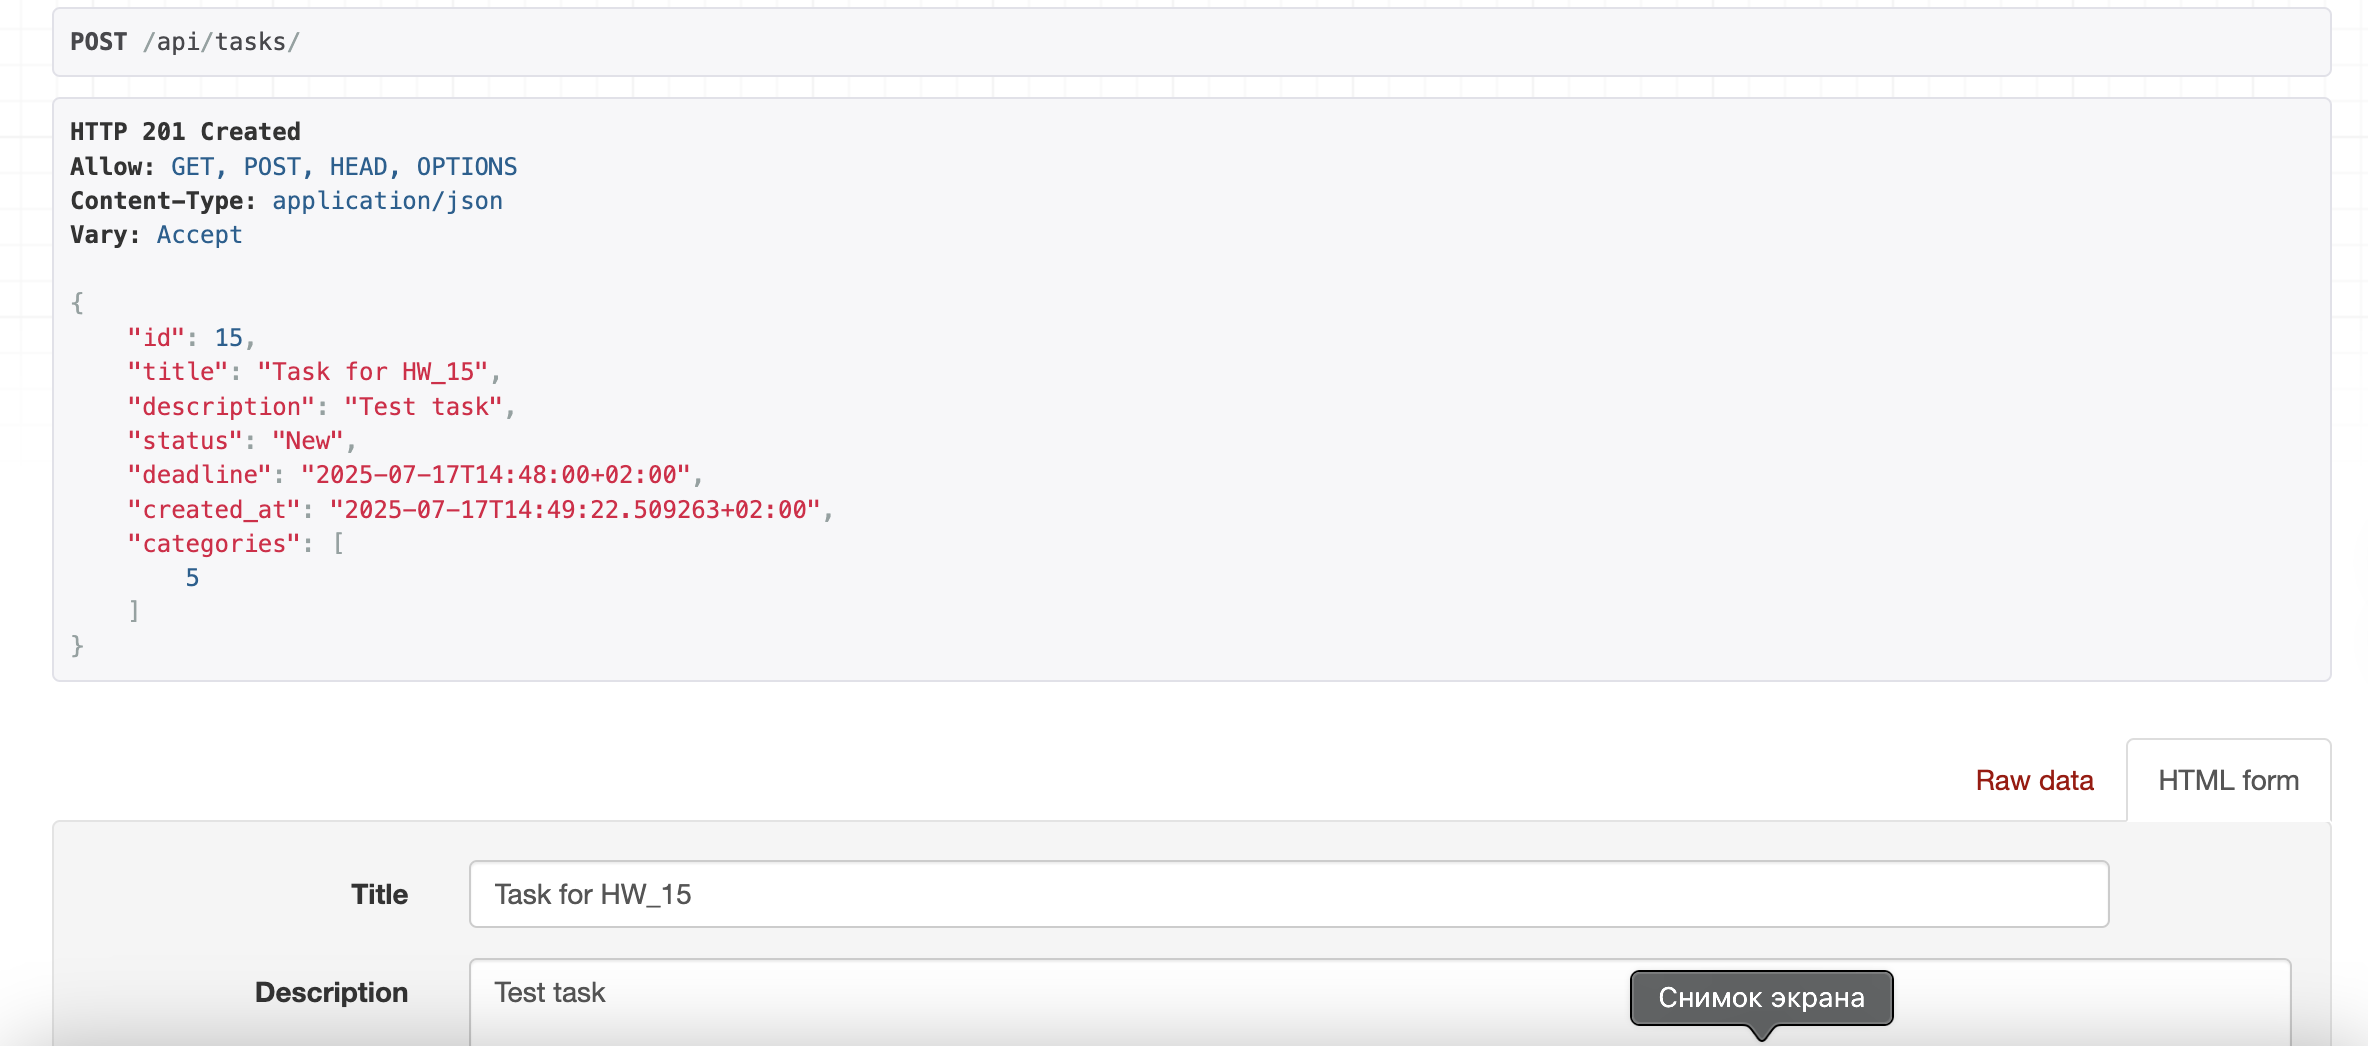 POST /api/tasks/
HTTP 201 Created
Allow: GET, POST, HEAD, OPTIONS
Content-Type: application/json
Vary: Accept
{
    "id": 15,
    "title": "Task for HW_15",
    "description": "Test task",
    "status": "New",
    "deadline": "2025-07-17T14:48:00+02:00",
    "created_at": "2025-07-17T14:49:22.509263+02:00",
    "categories": [
        5
    ]
}
Raw data HTML form
Title Task for HW_15
Description Test task
Снимок экрана